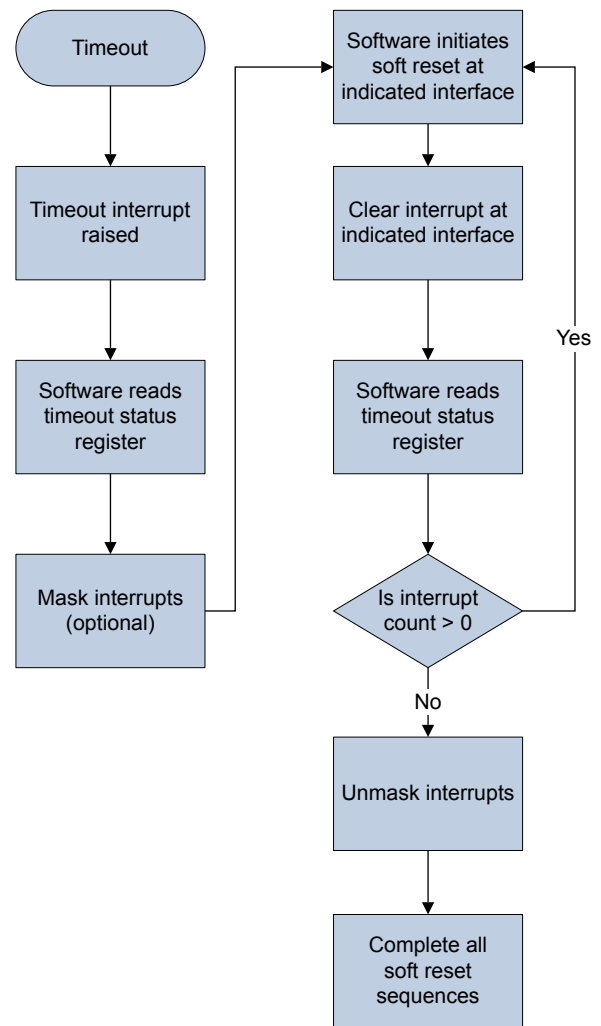 Timeout
Timeout interrupt
raised
Software reads
timeout status
register
Mask interrupts
(optional)
Software initiates
soft reset at
indicated interface
Clear interrupt at
indicated interface
Software reads
timeout status
register
Is interrupt
count > 0
Yes
No
Unmask interrupts
Complete all
soft reset
sequences